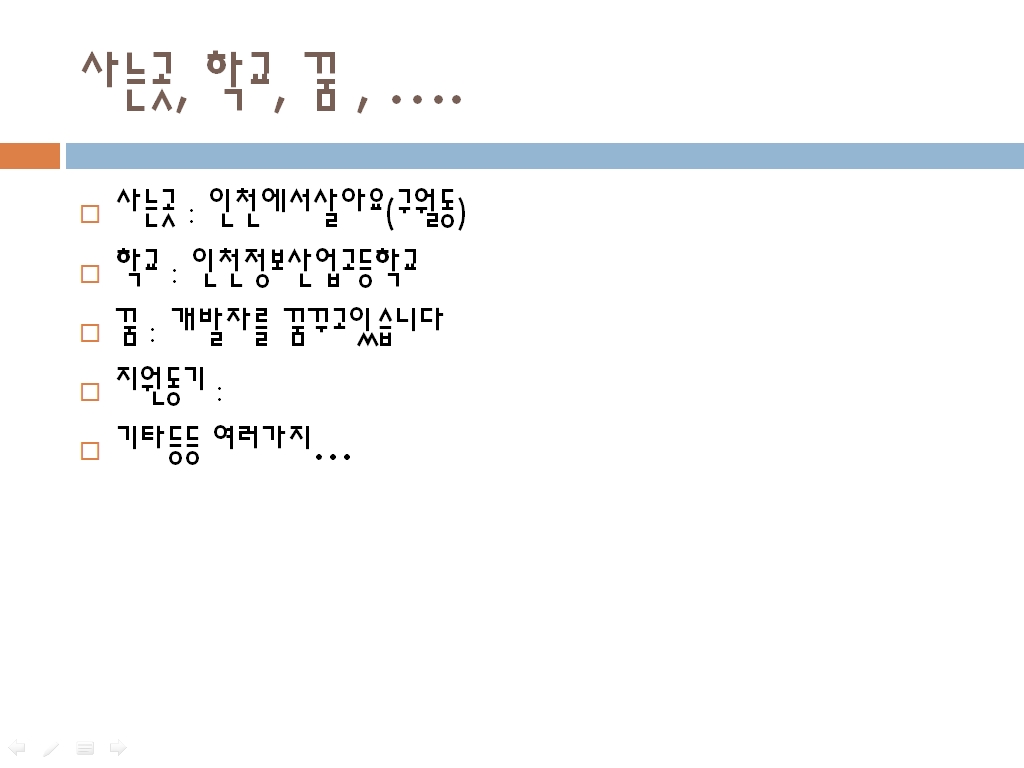 사는곳, 학교, 꿈 , ....
사는곳 : 인천에서살아요(구월동)
학교 : 인천정보산업고등학교
꿈 : 개발자를 꿈꾸고있습니다
지원동기 :
기타등등 여러가지...